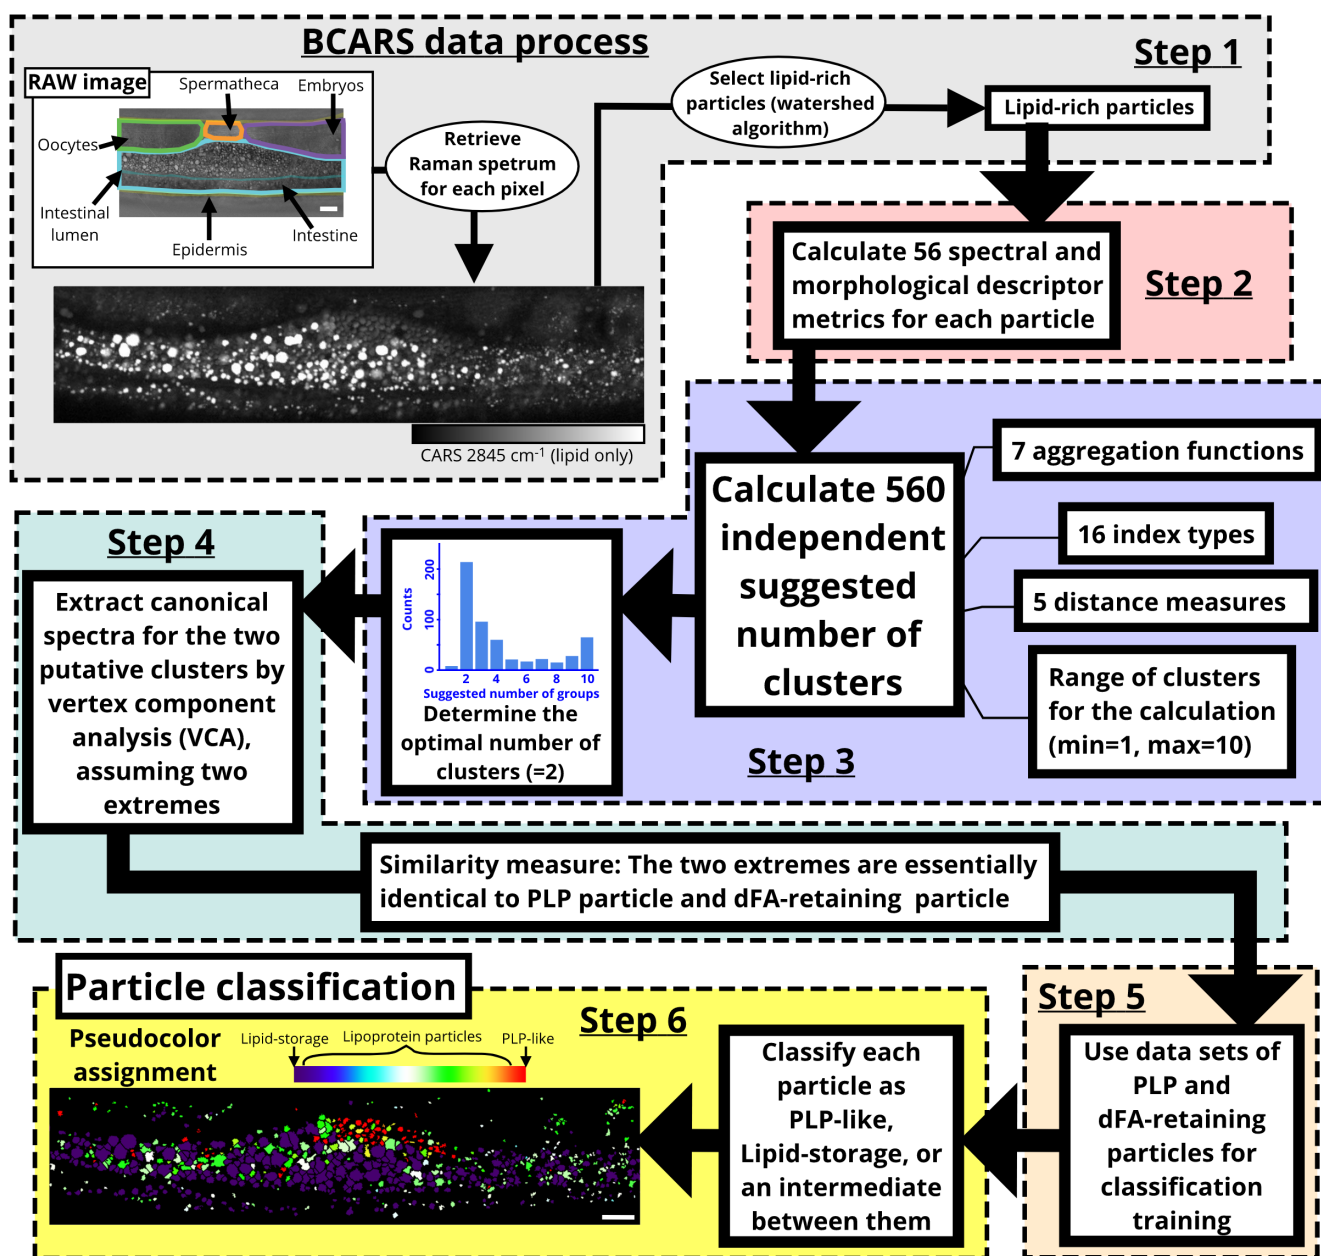 BCARS data process
Step 1
RAW image
Spermatheca
Embryos
Oocytes
Intestinal
lumen
Epidermis
Intestine
Retrieve
Raman spetrum
for each pixel
Select lipid-rich
particles (watershed
algorithm)
Lipid-rich particles
CARS 2845 cm-1 (lipid only)
Calculate 56 spectral and
morphological descriptor
metrics for each particle
Step 2
Calculate 560
independent
suggested
number of
clusters
7 aggregation functions
16 index types
5 distance measures
Range of clusters
for the calculation
(min=1, max=10)
Step 3
Counts
200
100
0
2 4 6 8 10
Suggested number of groups
Determine the
optimal number of
clusters (=2)
Step 4
Extract canonical
spectra for the two
putative clusters by
vertex component
analysis (VCA),
assuming two
extremes
Similarity measure: The two extremes are essentially
identical to PLP particle and dFA-retaining particle
Step 5
Use data sets of
PLP and
dFA-retaining
particles for
classification
training
Particle classification
Step 6
Classify each
particle as
PLP-like,
Lipid-storage, or
an intermediate
between them
Pseudocolor
assignment
Lipid-storage
Lipoprotein particles
PLP-like